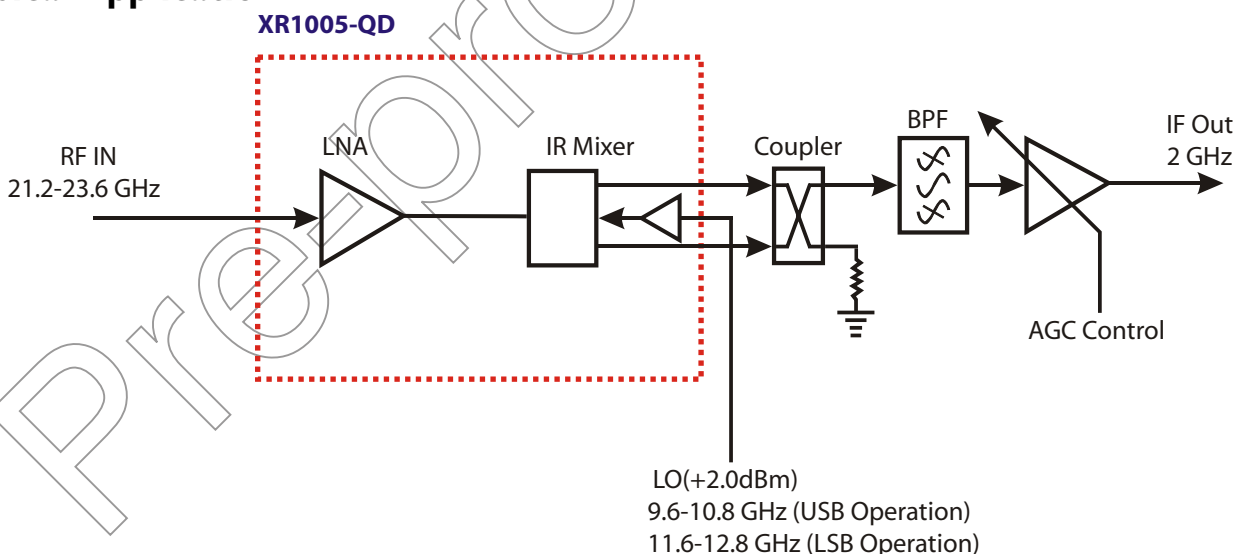 XR1005-QD
LNA
IR Mixer
Coupler
BPF
IF Out
2 GHz
RF IN
21.2-23.6 GHz
AGC Control
LO(+2.0dBm)
9.6-10.8 GHz (USB Operation)
11.6-12.8 GHz (LSB Operation)